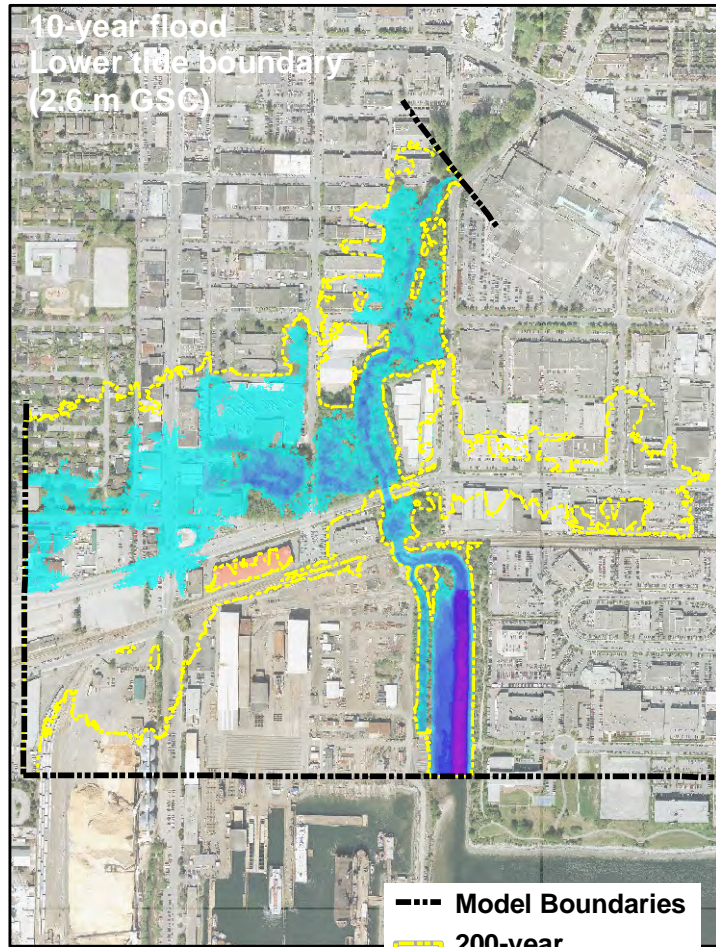 10-year flood
Lower tide boundary
(2.6 m GSC)
Model Boundaries
200-year